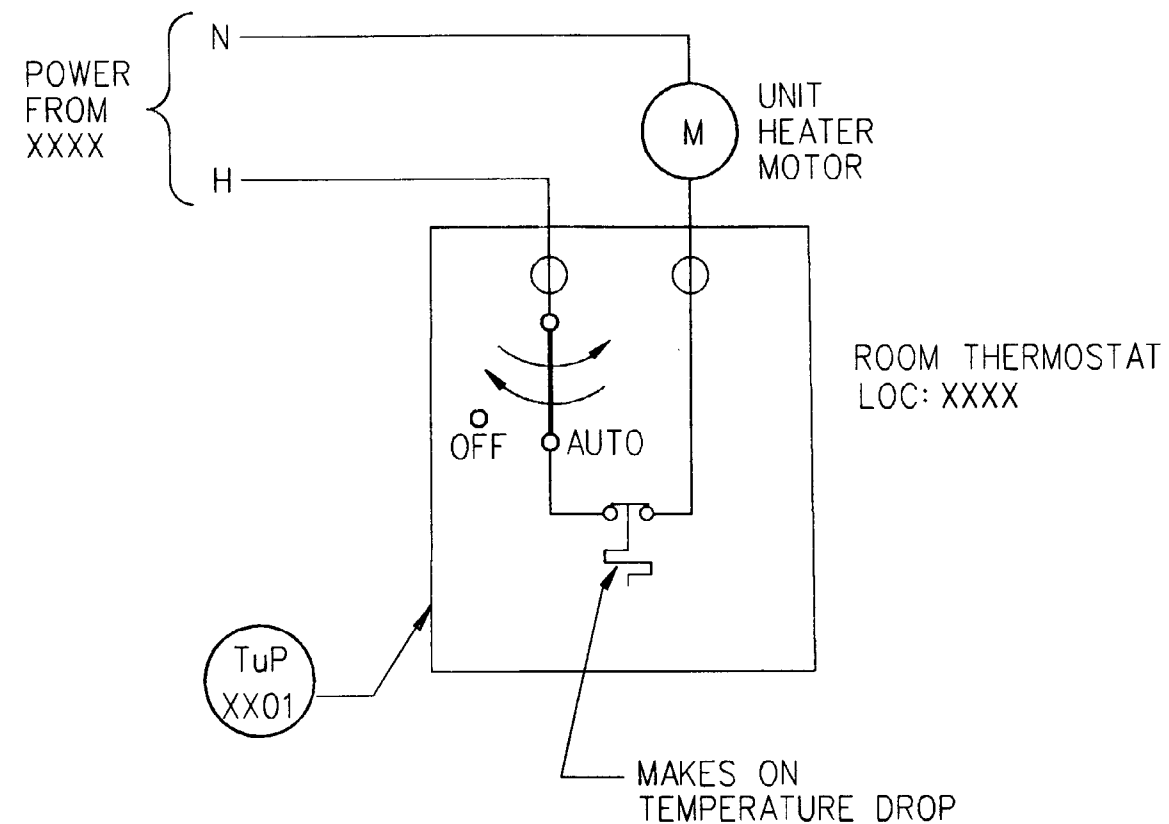 N
POWER
FROM
XXXX
H
M
UNIT
HEATER
MOTOR
ROOM THERMOSTAT
LOC: XXXX
OFF
AUTO
TuP
XX01
MAKES ON
TEMPERATURE DROP